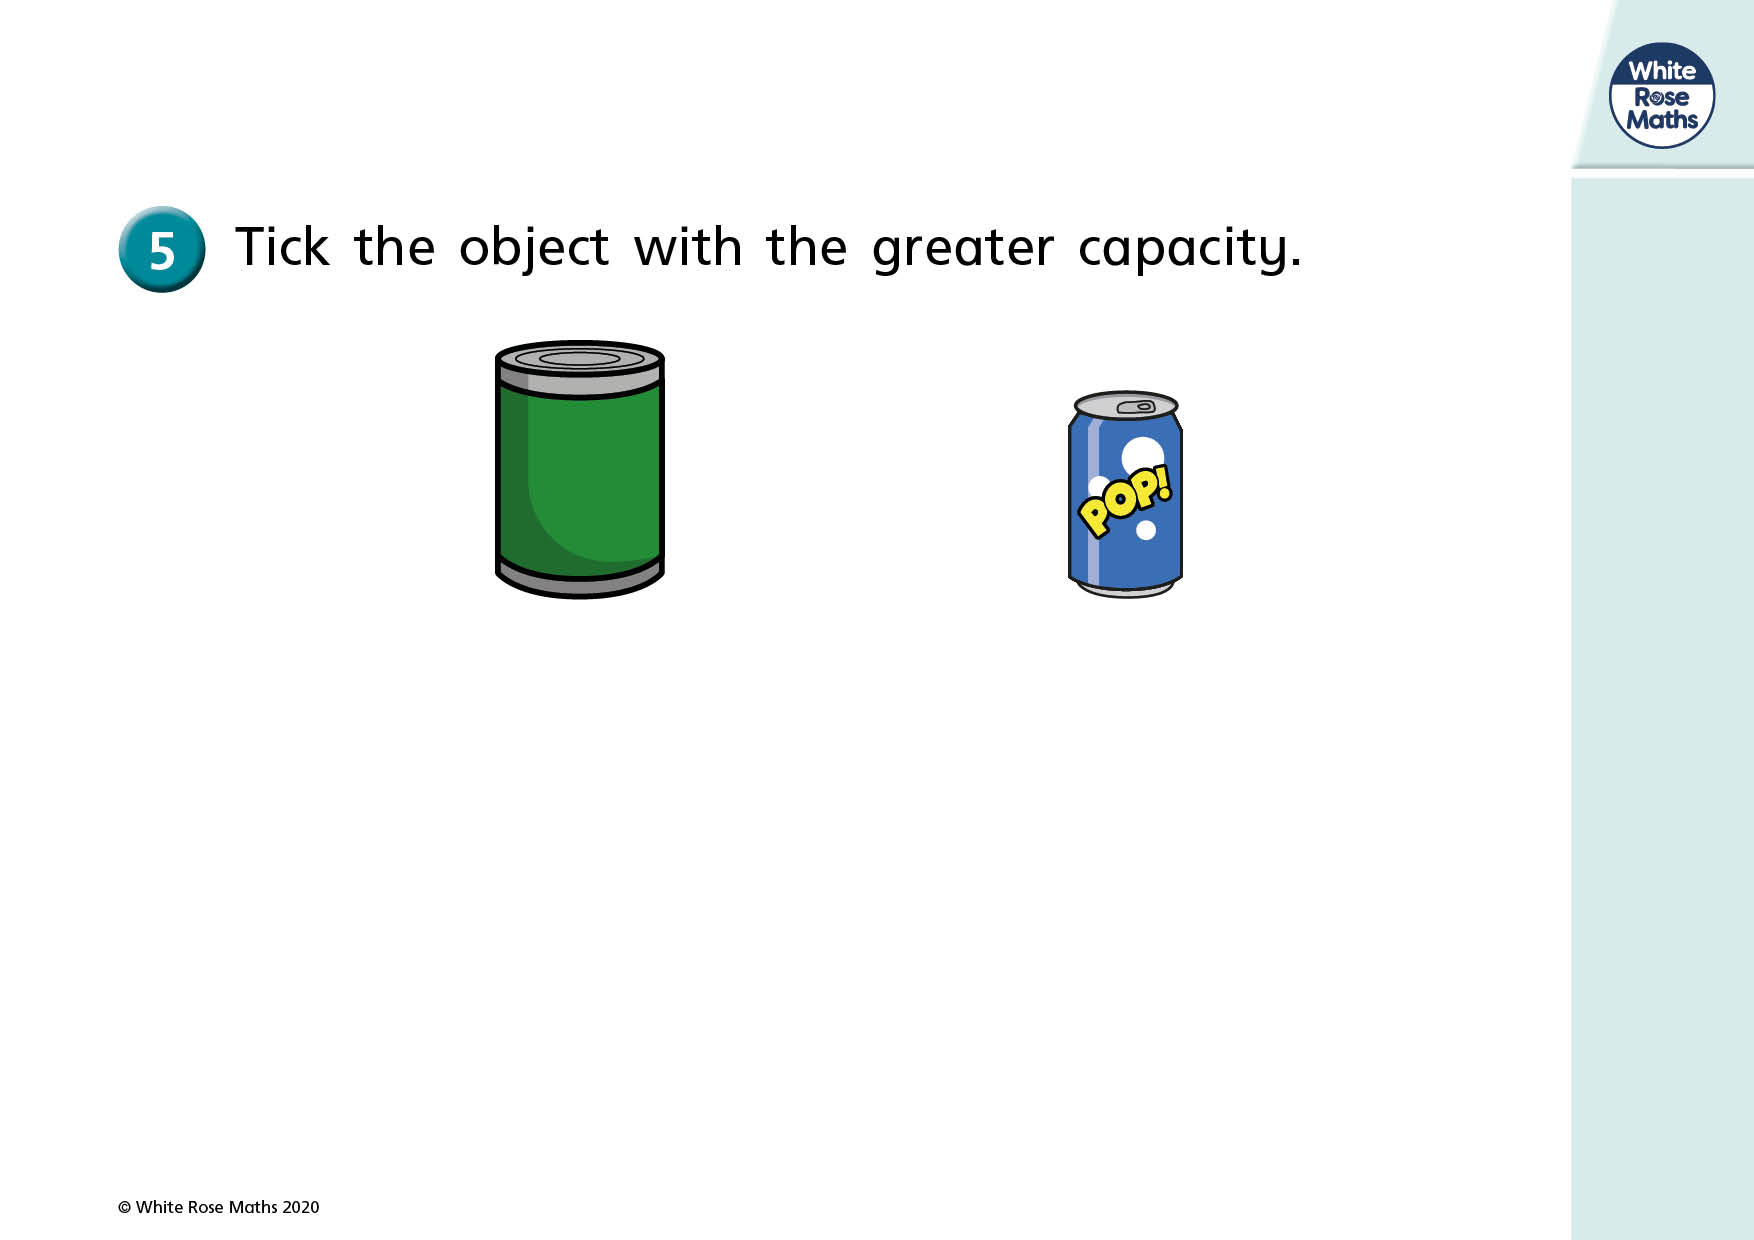 White
Rose
Maths
5 Tick the object with the greater capacity.
POP!
© White Rose Maths 2020